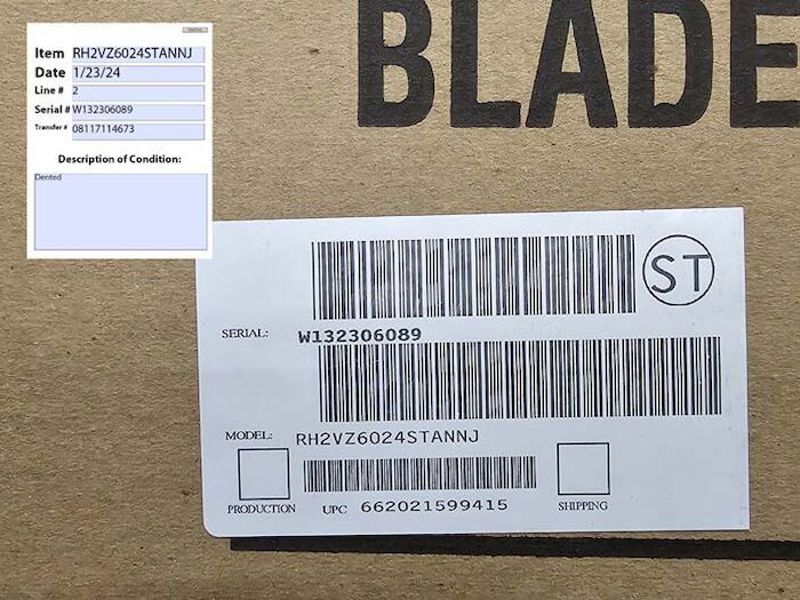 Item RH2VZ6024STANNJ
Date 1/23/24
Line # 2
Serial # W132306089
Transfer # 08117114673
Description of Condition:
Dented
BLADE
ST
SERIAL: W132306089
MODEL: RH2VZ6024STANNJ
PRODUCTION UPC 662021599415 SHIPPING